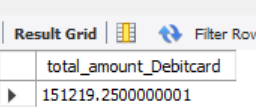 Result Grid Filter Row
total_amount_Debitcard
151219.2500000001